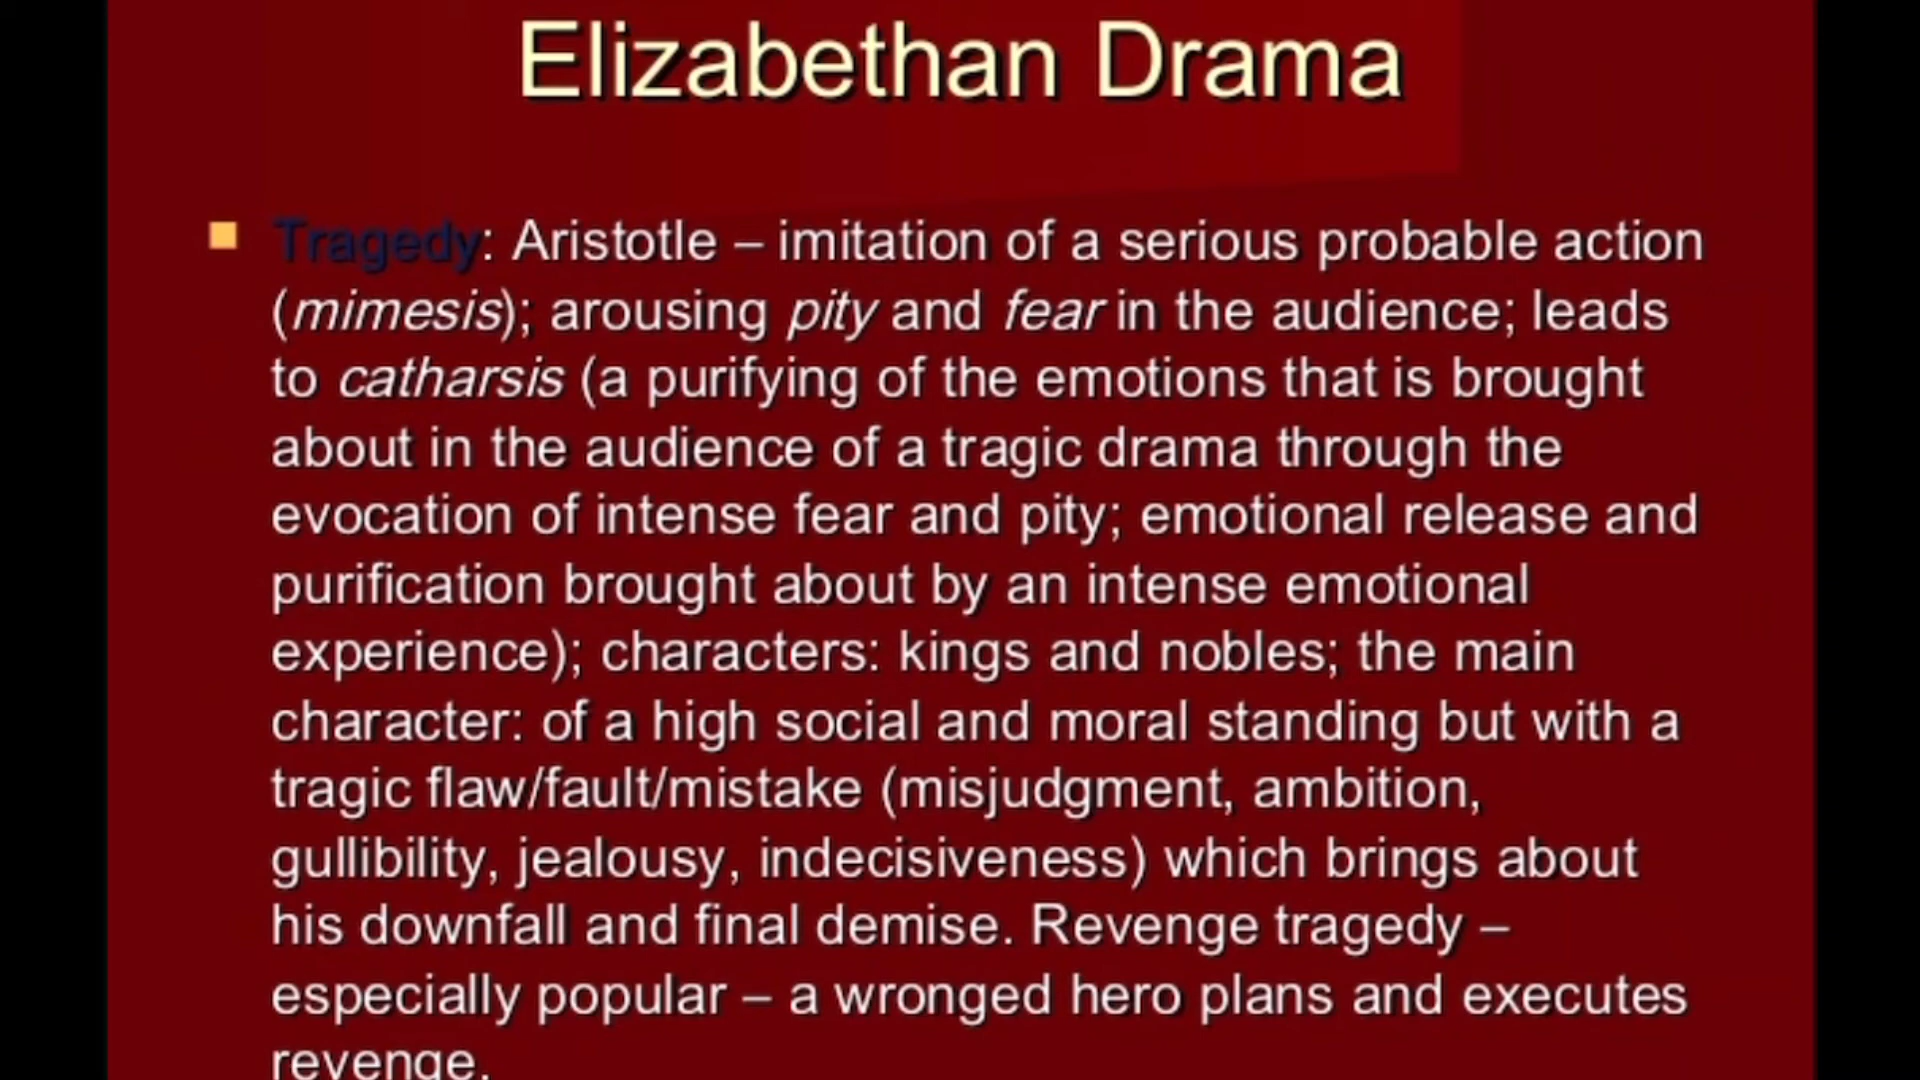 Elizabethan Drama
Tragedy: Aristotle – imitation of a serious probable action
(mimesis); arousing pity and fear in the audience; leads
to catharsis (a purifying of the emotions that is brought
about in the audience of a tragic drama through the
evocation of intense fear and pity; emotional release and
purification brought about by an intense emotional
experience); characters: kings and nobles; the main
character: of a high social and moral standing but with a
tragic flaw/fault/mistake (misjudgment, ambition,
gullibility, jealousy, indecisiveness) which brings about
his downfall and final demise. Revenge tragedy –
especially popular – a wronged hero plans and executes
revenge.